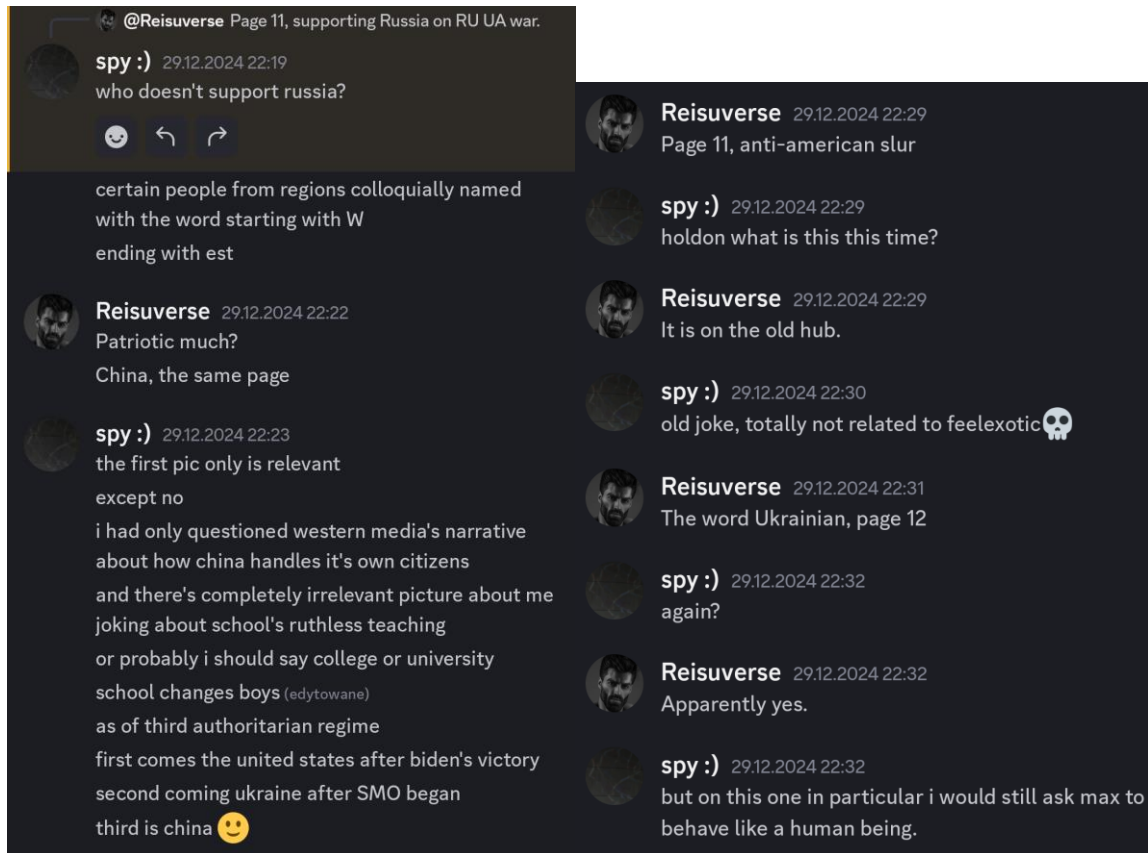 @Reisuverse Page 11, supporting Russia on RU UA war.
spy :) 29.12.2024 22:19
who doesn't support russia?
certain people from regions colloquially named
with the word starting with W
ending with est
Reisuverse 29.12.2024 22:22
Patriotic much?
China, the same page
spy :) 29.12.2024 22:23
the first pic only is relevant
except no
i had only questioned western media's narrative
about how china handles it's own citizens
and there's completely irrelevant picture about me
joking about school's ruthless teaching
or probably i should say college or university
school changes boys (edytowane)
as of third authoritarian regime
first comes the united states after biden's victory
second coming ukraine after SMO began
third is china 🙂
Reisuverse 29.12.2024 22:29
Page 11, anti-american slur
spy :) 29.12.2024 22:29
holdon what is this this time?
Reisuverse 29.12.2024 22:29
It is on the old hub.
spy :) 29.12.2024 22:30
old joke, totally not related to feelexotic💀
Reisuverse 29.12.2024 22:31
The word Ukrainian, page 12
spy :) 29.12.2024 22:32
again?
Reisuverse 29.12.2024 22:32
Apparently yes.
spy :) 29.12.2024 22:32
but on this one in particular i would still ask max to
behave like a human being.